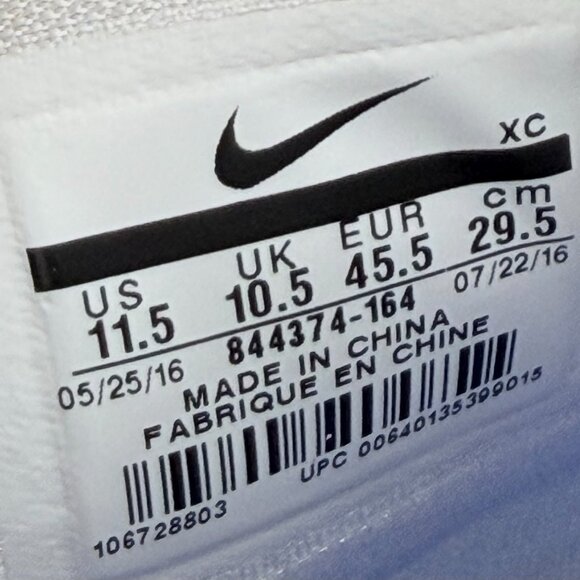 XC
US UK EUR cm
11.5 10.5 45.5 29.5
05/25/16 844374-164 07/22/16
MADE IN CHINA
FABRIQUE EN CHINE
UPC 00640135399015
106728803